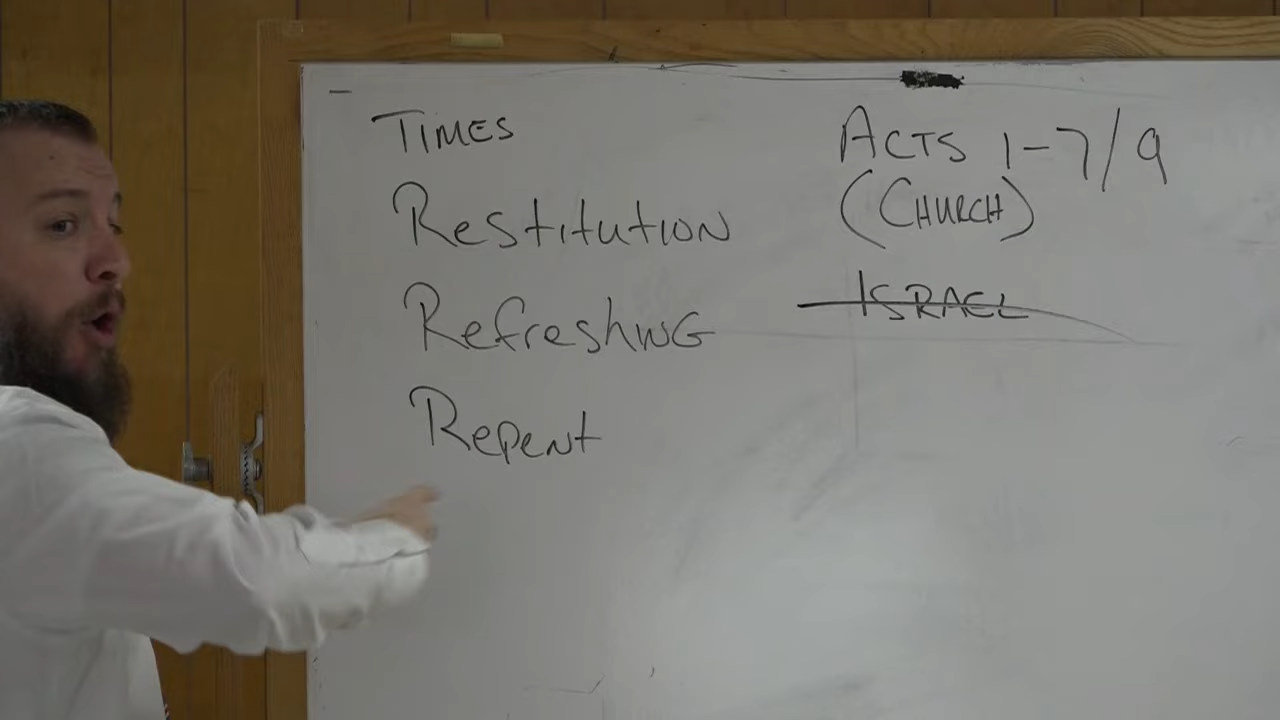 TIMES
RestitutioN
RefreshiNG
RepeNt
ACTS 1-7/9
(CHURCH)
ISRAEL